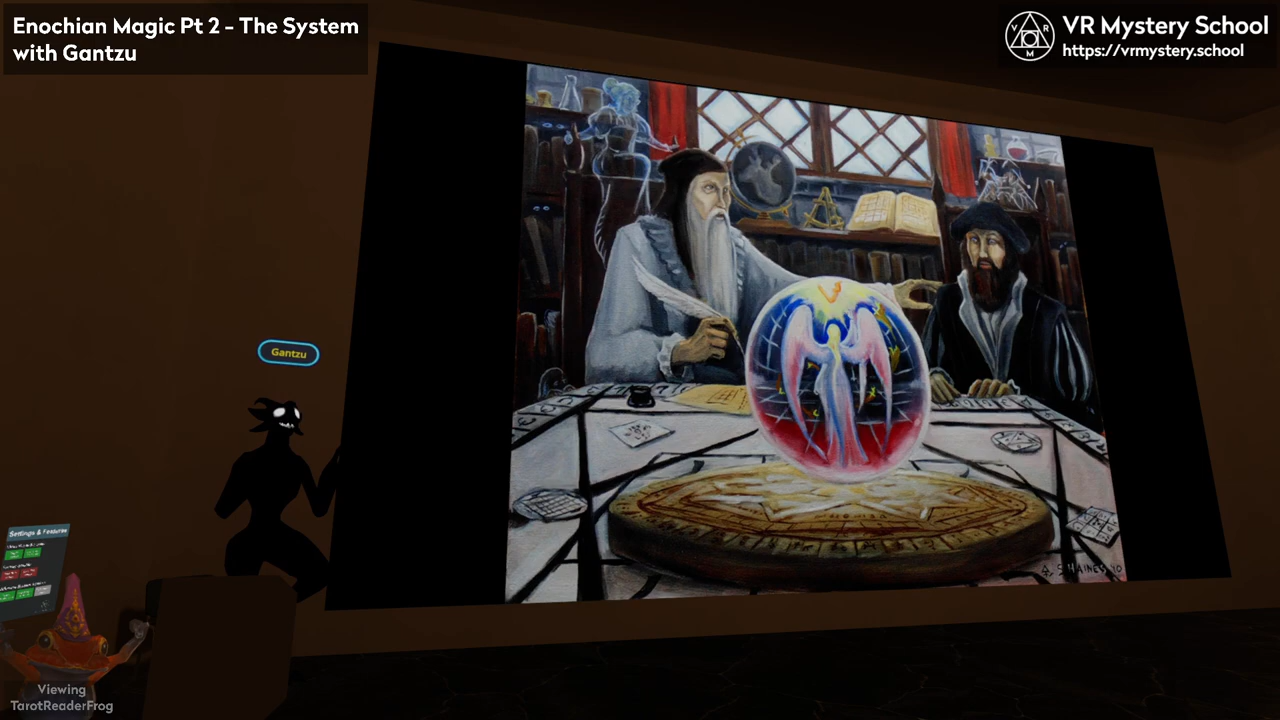 Enochian Magic Pt 2 - The System
with Gantzu
VR Mystery School
https://vrmystery.school
V R
M
Gantzu
Settings & Features
Viewing
TarotReaderFrog